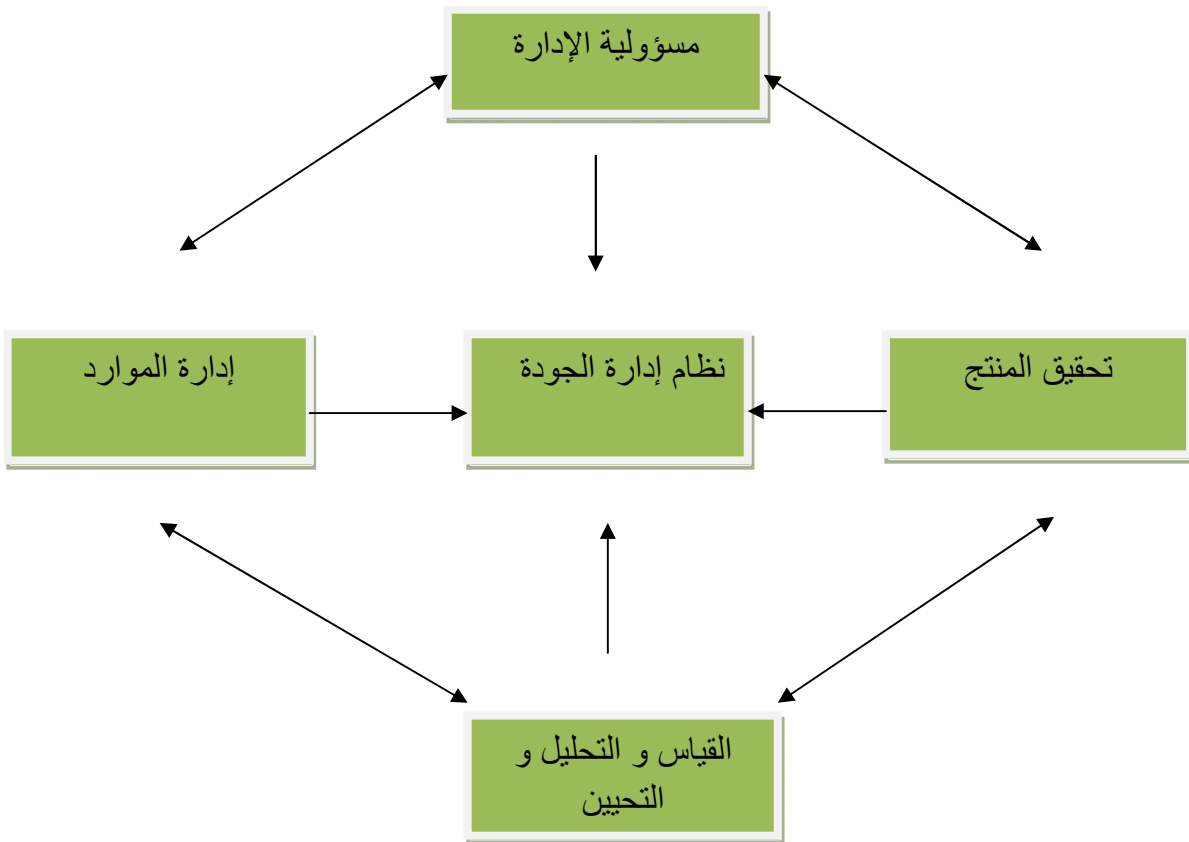 مسؤولية الإدارة
تحقيق المنتج
نظام إدارة الجودة
إدارة الموارد
القياس و التحليل و
التحيين